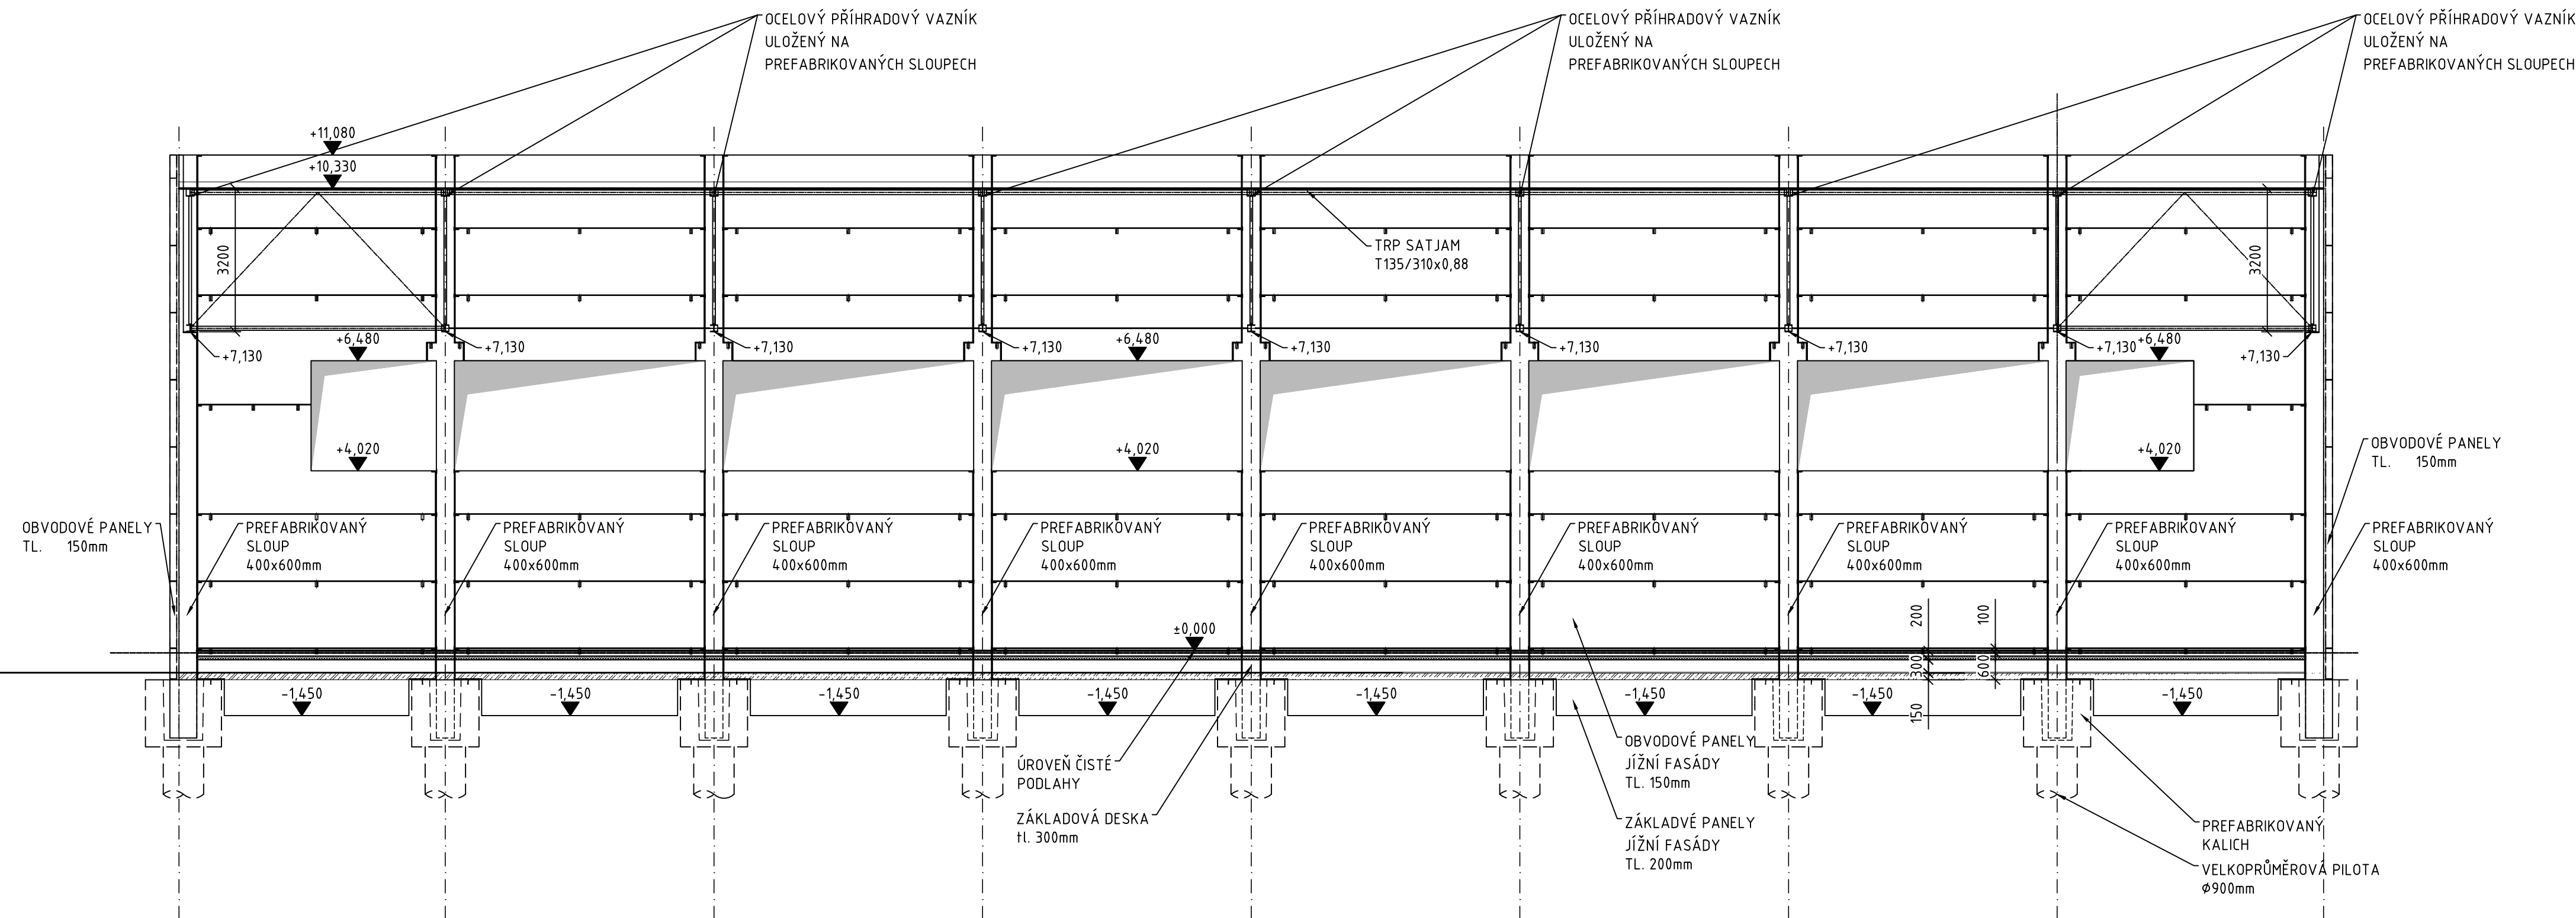 OCELOVÝ PŘÍHRADOVÝ VAZNÍK
ULOŽENÝ NA
PREFABRIKOVANÝCH SLOUPECH
OCELOVÝ PŘÍHRADOVÝ VAZNÍK
ULOŽENÝ NA
PREFABRIKOVANÝCH SLOUPECH
OCELOVÝ PŘÍHRADOVÝ VAZNÍK
ULOŽENÝ NA
PREFABRIKOVANÝCH SLOUPECH
+11,080
+10,330
3200
TRP SATJAM
T135/310x0,88
3200
+7,130
+6,480
+7,130
+7,130
+7,130
+6,480
+7,130
+7,130
+7,130
+7,130
+6,480
+7,130
+4,020
+4,020
+4,020
OBVODOVÉ PANELY
TL. 150mm
OBVODOVÉ PANELY
TL. 150mm
PREFABRIKOVANÝ
SLOUP
400x600mm
PREFABRIKOVANÝ
SLOUP
400x600mm
PREFABRIKOVANÝ
SLOUP
400x600mm
PREFABRIKOVANÝ
SLOUP
400x600mm
PREFABRIKOVANÝ
SLOUP
400x600mm
PREFABRIKOVANÝ
SLOUP
400x600mm
PREFABRIKOVANÝ
SLOUP
400x600mm
PREFABRIKOVANÝ
SLOUP
400x600mm
PREFABRIKOVANÝ
SLOUP
400x600mm
±0,000
200
100
300
600
150
-1,450
-1,450
-1,450
-1,450
-1,450
-1,450
-1,450
-1,450
-1,450
ÚROVEŇ ČISTÉ
PODLAHY
ZÁKLADOVÁ DESKA
tl. 300mm
OBVODOVÉ PANELY
JÍŽNÍ FASÁDY
TL. 150mm
ZÁKLADVÉ PANELY
JÍŽNÍ FASÁDY
TL. 200mm
PREFABRIKOVANÝ
KALICH
VELKOPRŮMĚROVÁ PILOTA
Ø900mm